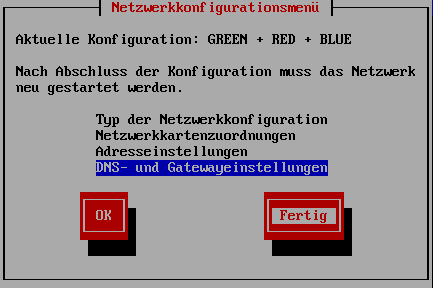 Netzwerkkonfigurationsmenü
Aktuelle Konfiguration: GREEN + RED + BLUE
Nach Abschluss der Konfiguration muss das Netzwerk
neu gestartet werden.
Typ der Netzwerkkonfiguration
Netzwerkkartenzuordnungen
Adresseinstellungen
DNS- und Gatewayeinstellungen
OK Fertig